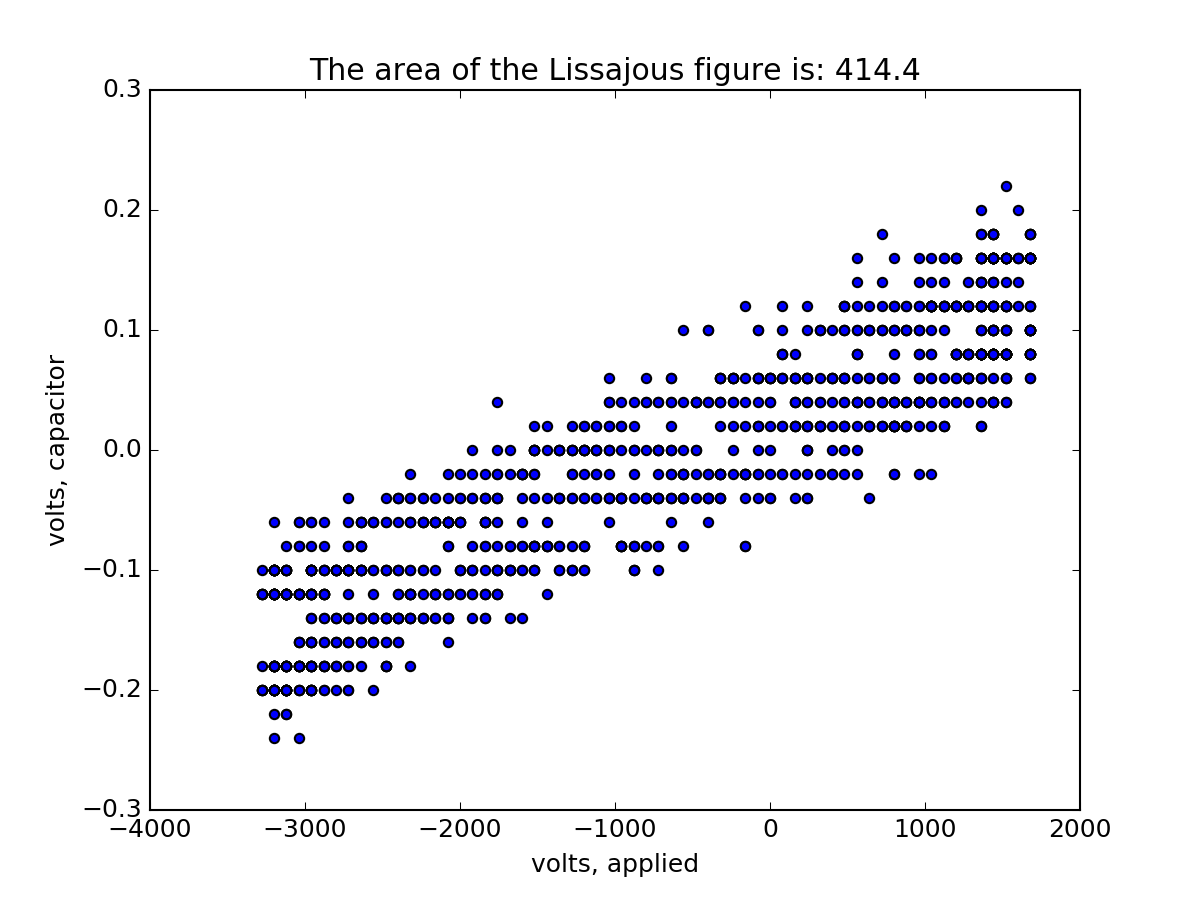 The area of the Lissajous figure is: 414.4
0.3
0.2
0.1
0.0
−0.1
−0.2
−0.3
volts, capacitor
−4000 −3000 −2000 −1000 0 1000 2000
volts, applied